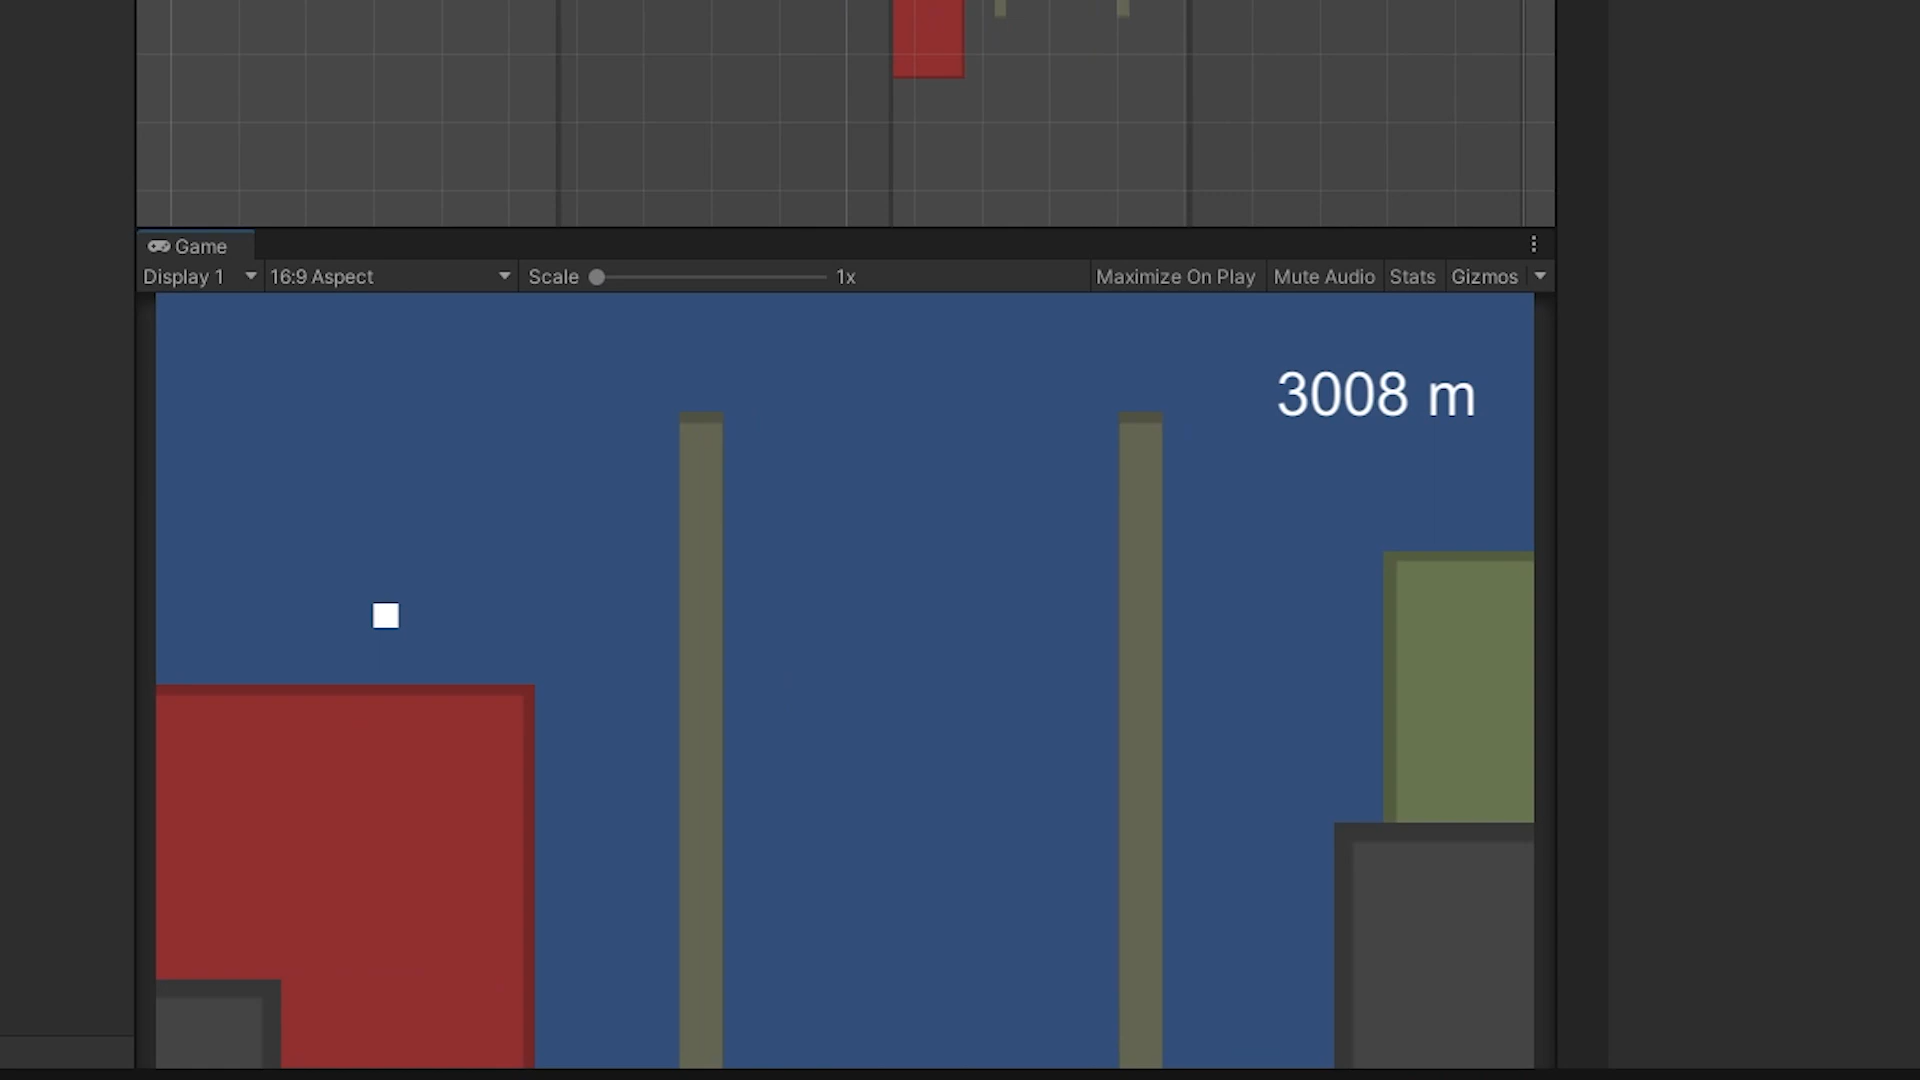 Game
Display 1 16:9 Aspect Scale 1x Maximize On Play Mute Audio Stats Gizmos
3008 m